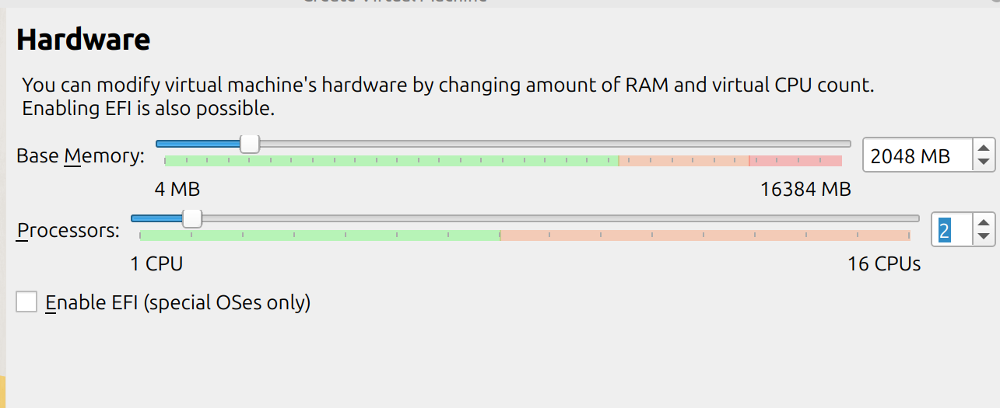 Hardware
You can modify virtual machine's hardware by changing amount of RAM and virtual CPU count.
Enabling EFI is also possible.
Base Memory:
2048 MB
4 MB
16384 MB
Processors:
2
1 CPU
16 CPUs
Enable EFI (special OSes only)